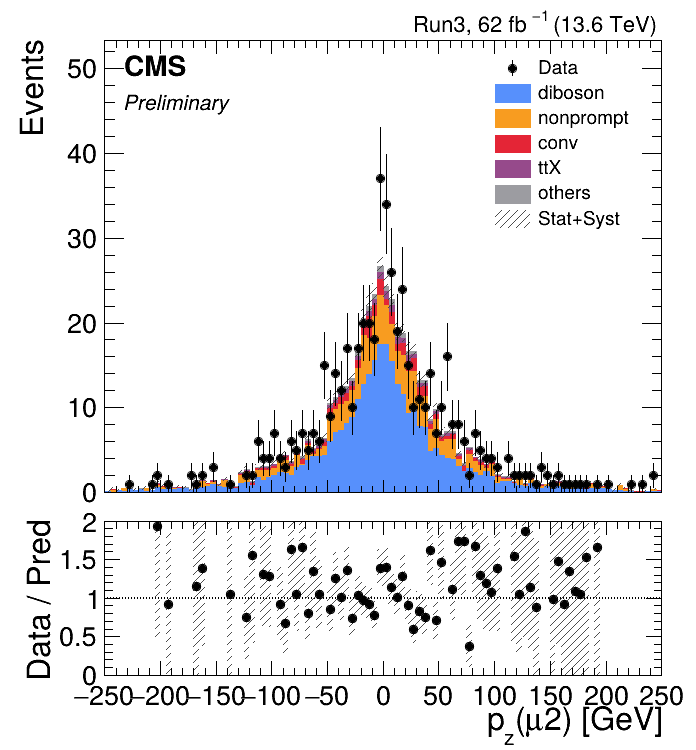 Run3, 62 fb⁻¹ (13.6 TeV)
CMS
Preliminary
Data
diboson
nonprompt
conv
ttX
others
Stat+Syst
Events
50
40
30
20
10
0
Data / Pred
2
1.5
1
0.5
0
−250 −200 −150 −100 −50 0 50 100 150 200 250
p_z(μ2) [GeV]